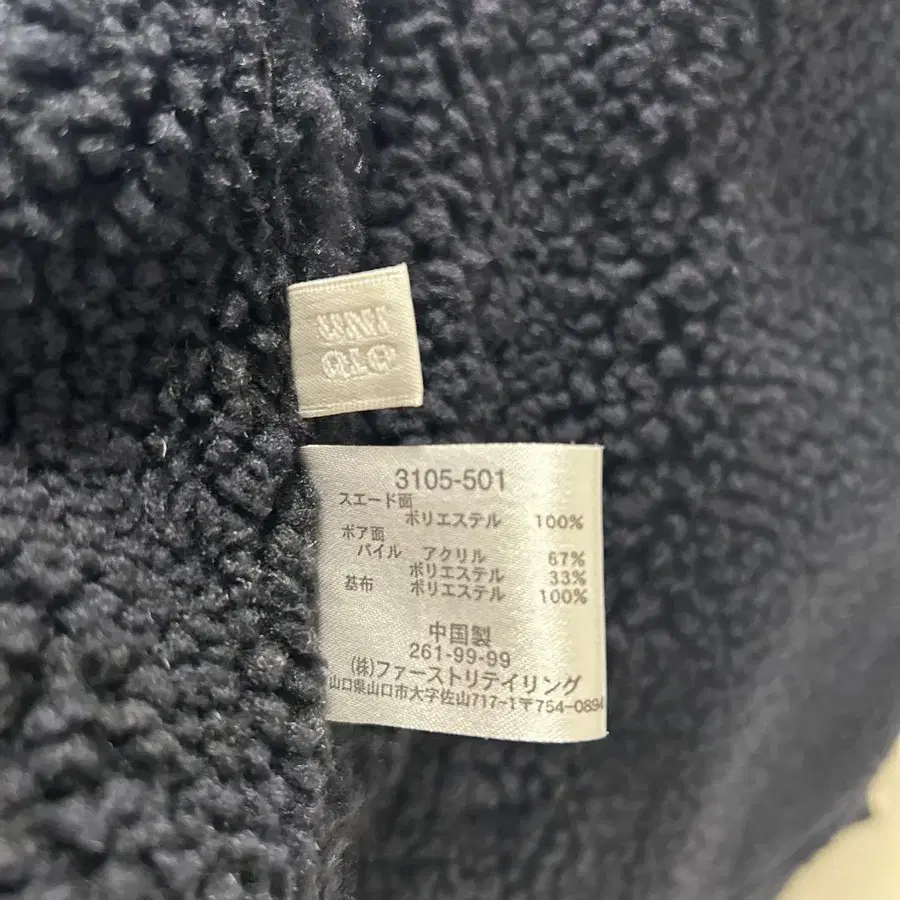 UNI
QLO
3105-501
スエード面
ポリエステル 100%
ボア面
パイル アクリル 67%
ポリエステル 33%
基布 ポリエステル 100%
中国製
261-99-99
(株)ファーストリテイリング
山口県山口市大字佐山717-1〒754-0894